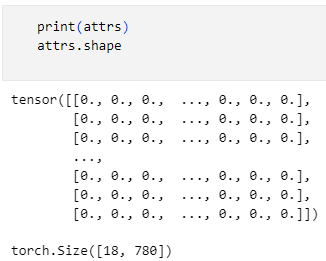 print(attrs)
attrs.shape
tensor([[0., 0., 0., ..., 0., 0., 0.],
[0., 0., 0., ..., 0., 0., 0.],
[0., 0., 0., ..., 0., 0., 0.],
...,
[0., 0., 0., ..., 0., 0., 0.],
[0., 0., 0., ..., 0., 0., 0.],
[0., 0., 0., ..., 0., 0., 0.]])
torch.Size([18, 780])